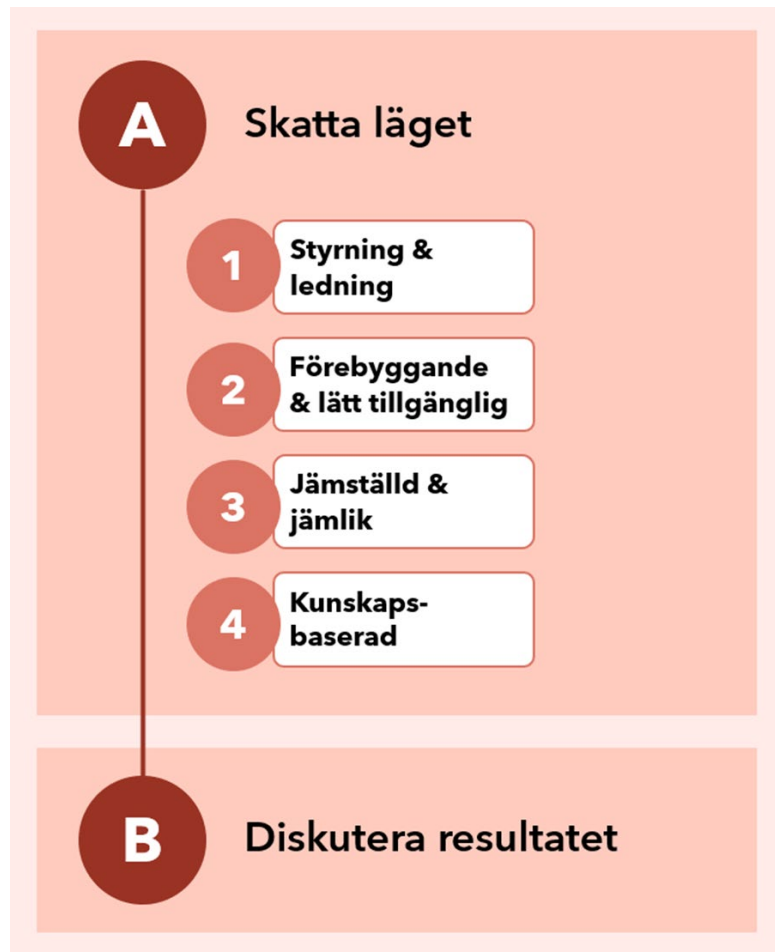 A
Skatta läget
1
Styrning &
ledning
2
Förebyggande
& lätt tillgänglig
3
Jämställd &
jämlik
4
Kunskaps-
baserad
B
Diskutera resultatet